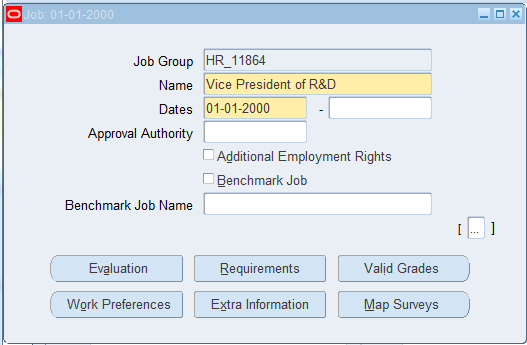 Job: 01-01-2000
Job Group HR_11864
Name Vice President of R&D
Dates 01-01-2000 -
Approval Authority
Additional Employment Rights
Benchmark Job
Benchmark Job Name
[ ... ]
Evaluation Requirements Valid Grades
Work Preferences Extra Information Map Surveys